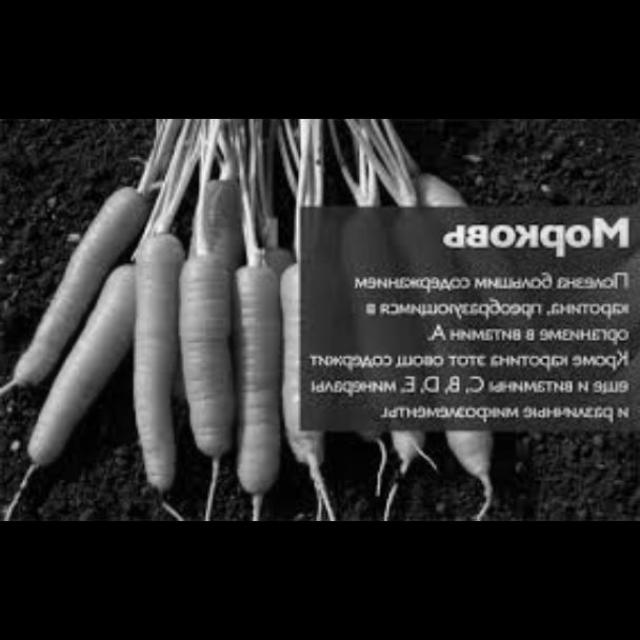 Морковь
Полезна большим содержанием
каротина, преобразующимся в
организме в витамин А.
Кроме каротина этот овощ содержит
еще и витамины С, B, D, E, минералы
и различные микроэлементы.